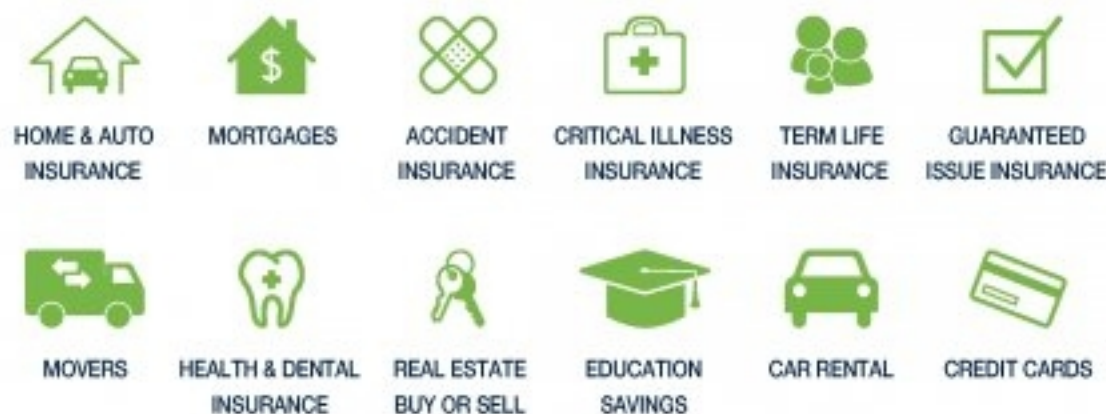 $
HOME & AUTO
INSURANCE
MORTGAGES
ACCIDENT
INSURANCE
CRITICAL ILLNESS
INSURANCE
TERM LIFE
INSURANCE
GUARANTEED
ISSUE INSURANCE
MOVERS
HEALTH & DENTAL
INSURANCE
REAL ESTATE
BUY OR SELL
EDUCATION
SAVINGS
CAR RENTAL
CREDIT CARDS